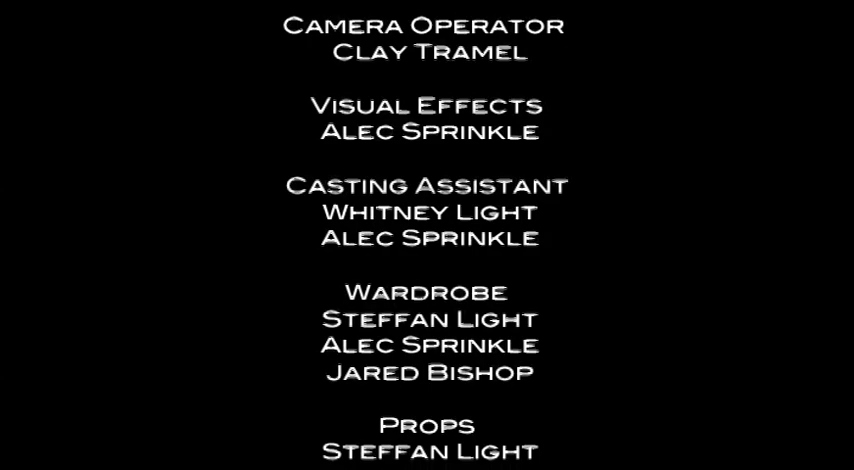 Camera Operator
Clay Tramel
Visual Effects
Alec Sprinkle
Casting Assistant
Whitney Light
Alec Sprinkle
Wardrobe
Steffan Light
Alec Sprinkle
Jared Bishop
Props
Steffan Light